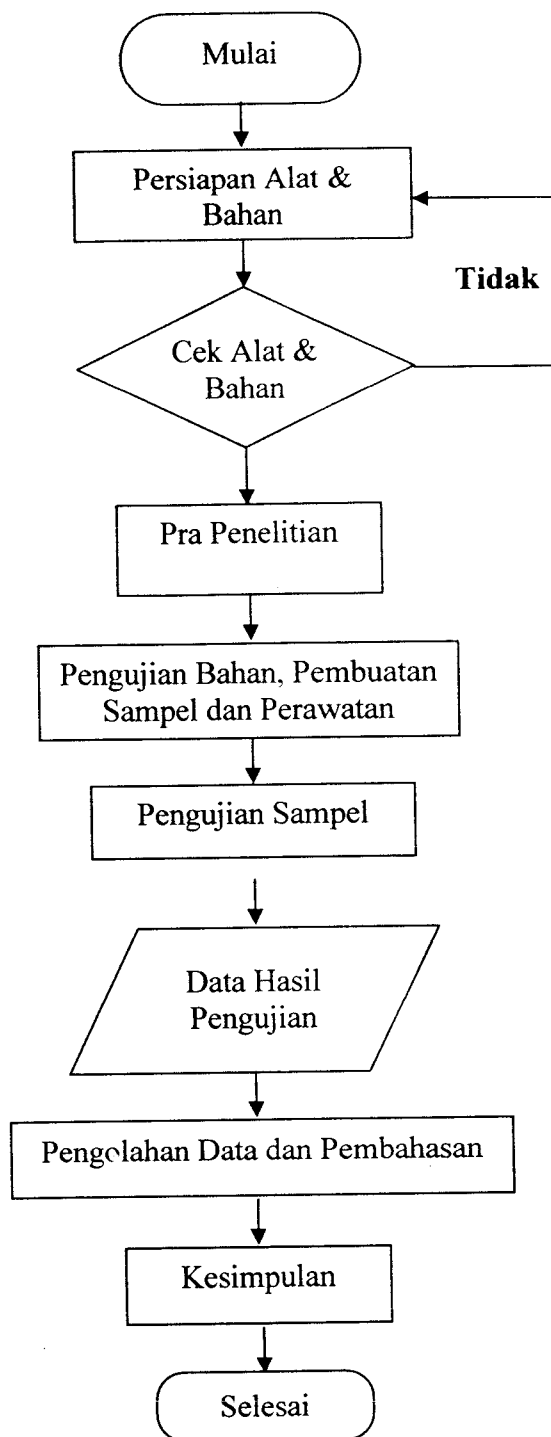 Mulai
Persiapan Alat &
Bahan
Tidak
Cek Alat &
Bahan
Pra Penelitian
Pengujian Bahan, Pembuatan
Sampel dan Perawatan
Pengujian Sampel
Data Hasil
Pengujian
Pengolahan Data dan Pembahasan
Kesimpulan
Selesai